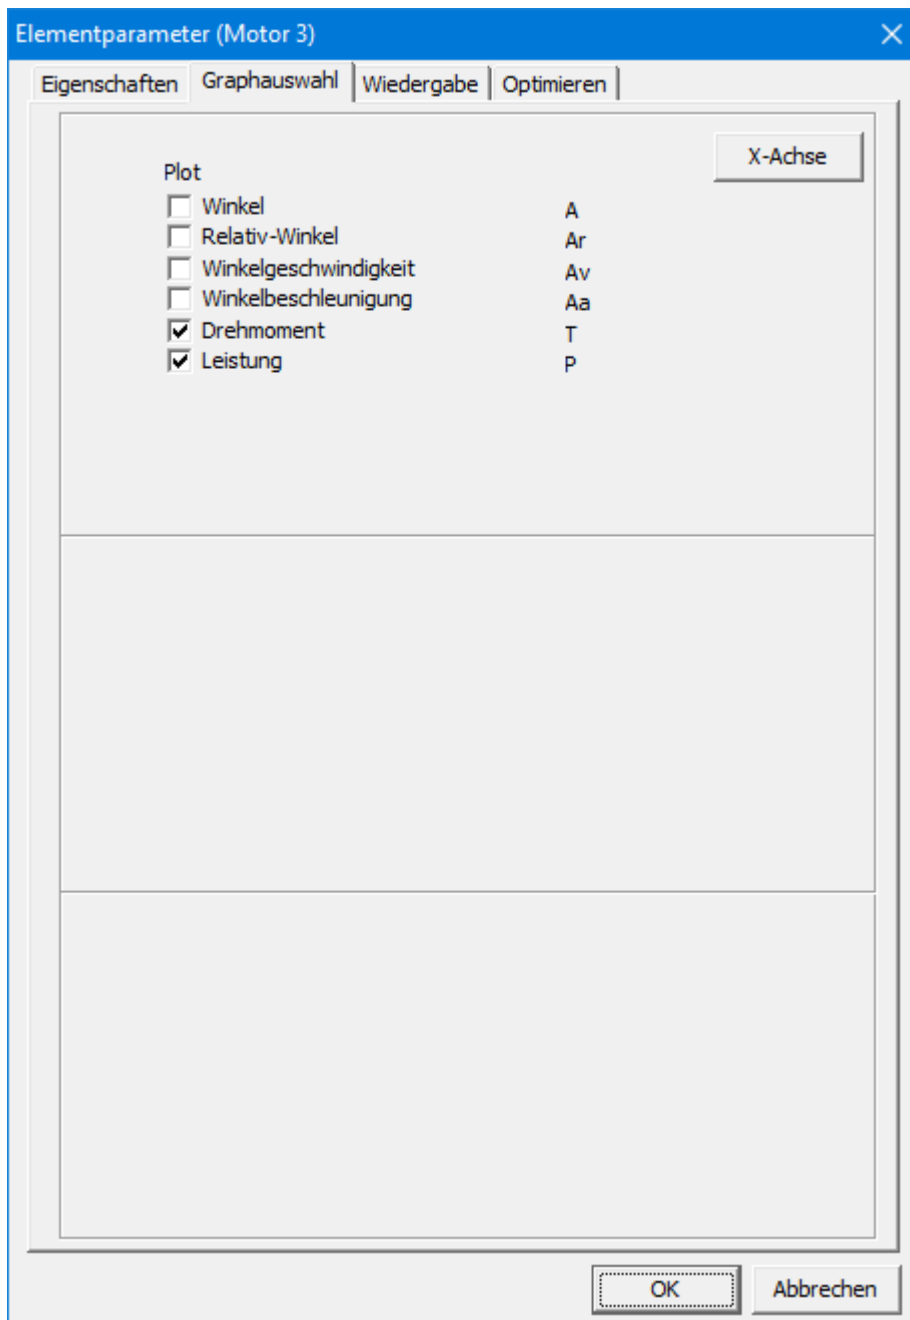 Elementparameter (Motor 3)
Eigenschaften Graphauswahl Wiedergabe Optimieren
X-Achse
Plot
Winkel A
Relativ-Winkel Ar
Winkelgeschwindigkeit Av
Winkelbeschleunigung Aa
Drehmoment T
Leistung P
OK Abbrechen